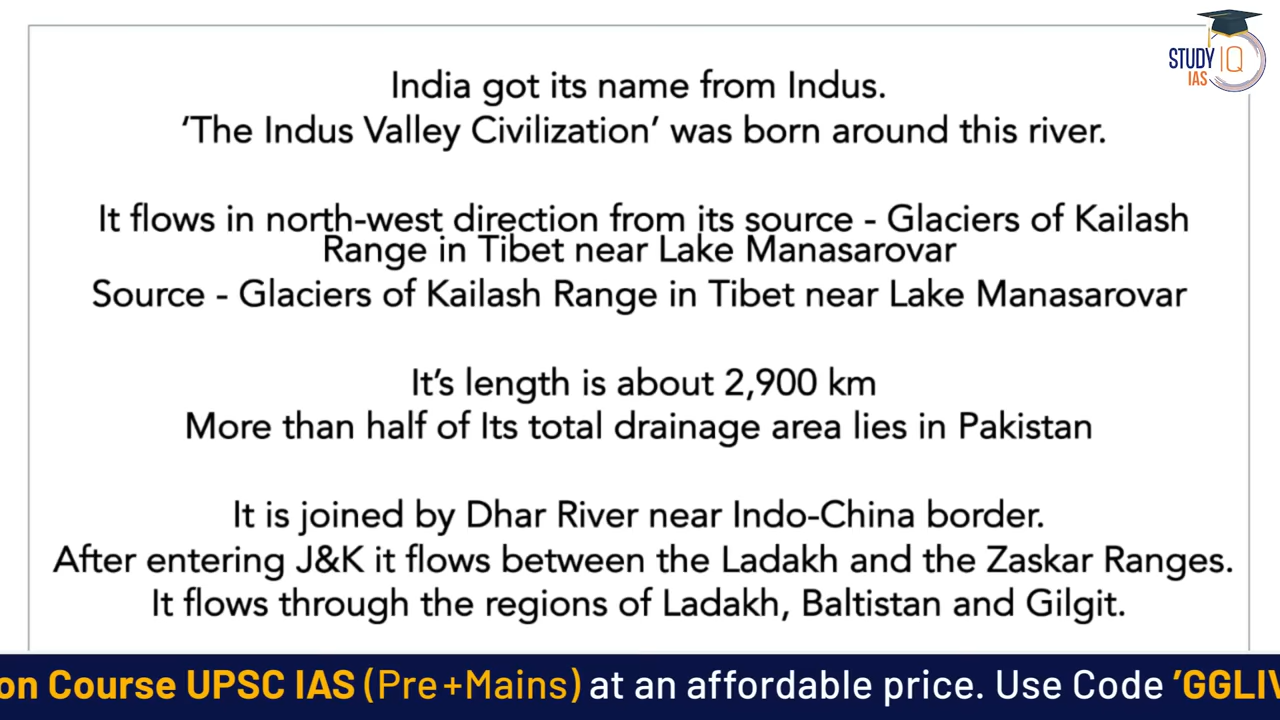 STUDY IQ
IAS
India got its name from Indus.
‘The Indus Valley Civilization’ was born around this river.
It flows in north-west direction from its source - Glaciers of Kailash
Range in Tibet near Lake Manasarovar
Source - Glaciers of Kailash Range in Tibet near Lake Manasarovar
It’s length is about 2,900 km
More than half of Its total drainage area lies in Pakistan
It is joined by Dhar River near Indo-China border.
After entering J&K it flows between the Ladakh and the Zaskar Ranges.
It flows through the regions of Ladakh, Baltistan and Gilgit.
on Course UPSC IAS (Pre+Mains) at an affordable price. Use Code ’GGLIV